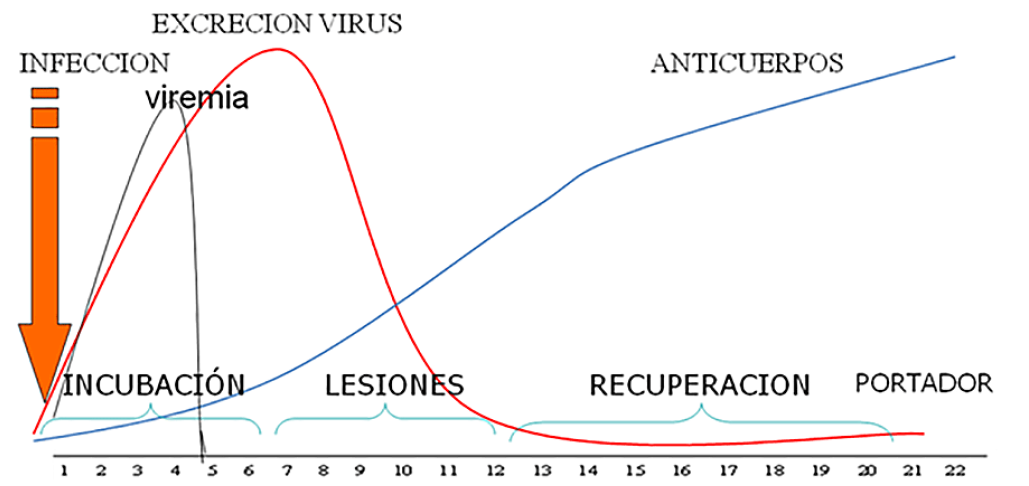 EXCRECION VIRUS
INFECCION
ANTICUERPOS
viremia
INCUBACIÓN
LESIONES
RECUPERACION
PORTADOR
1 2 3 4 5 6 7 8 9 10 11 12 13 14 15 16 17 18 19 20 21 22